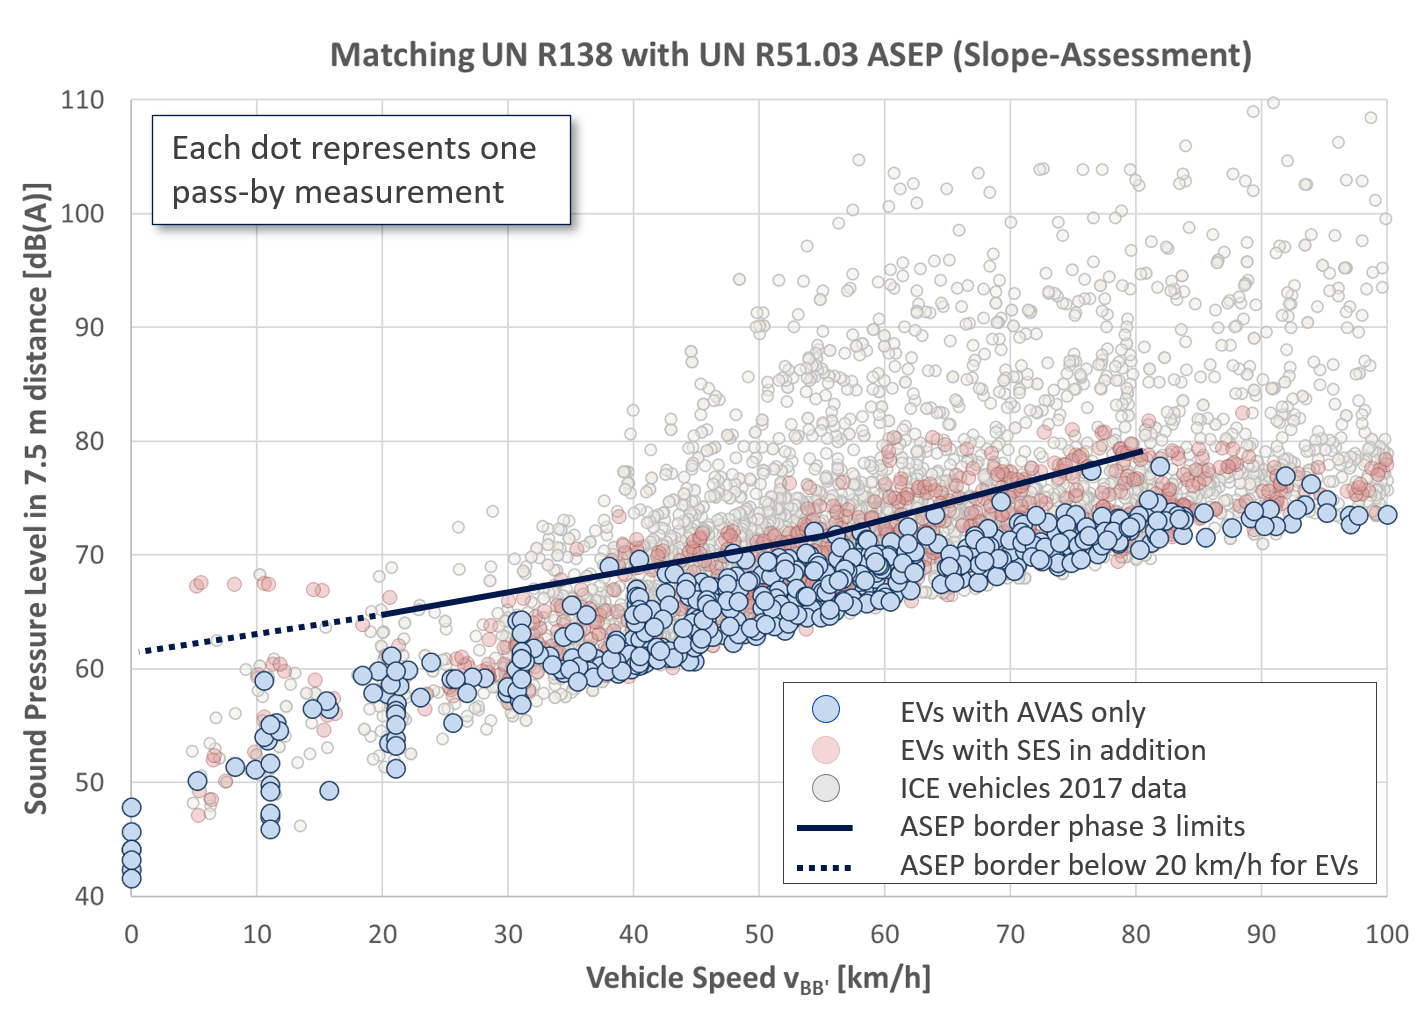 Matching UN R138 with UN R51.03 ASEP (Slope-Assessment)
Each dot represents one
pass-by measurement
Sound Pressure Level in 7.5 m distance [dB(A)]
110
100
90
80
70
60
50
40
0 10 20 30 40 50 60 70 80 90 100
Vehicle Speed vBB' [km/h]
EVs with AVAS only
EVs with SES in addition
ICE vehicles 2017 data
ASEP border phase 3 limits
ASEP border below 20 km/h for EVs